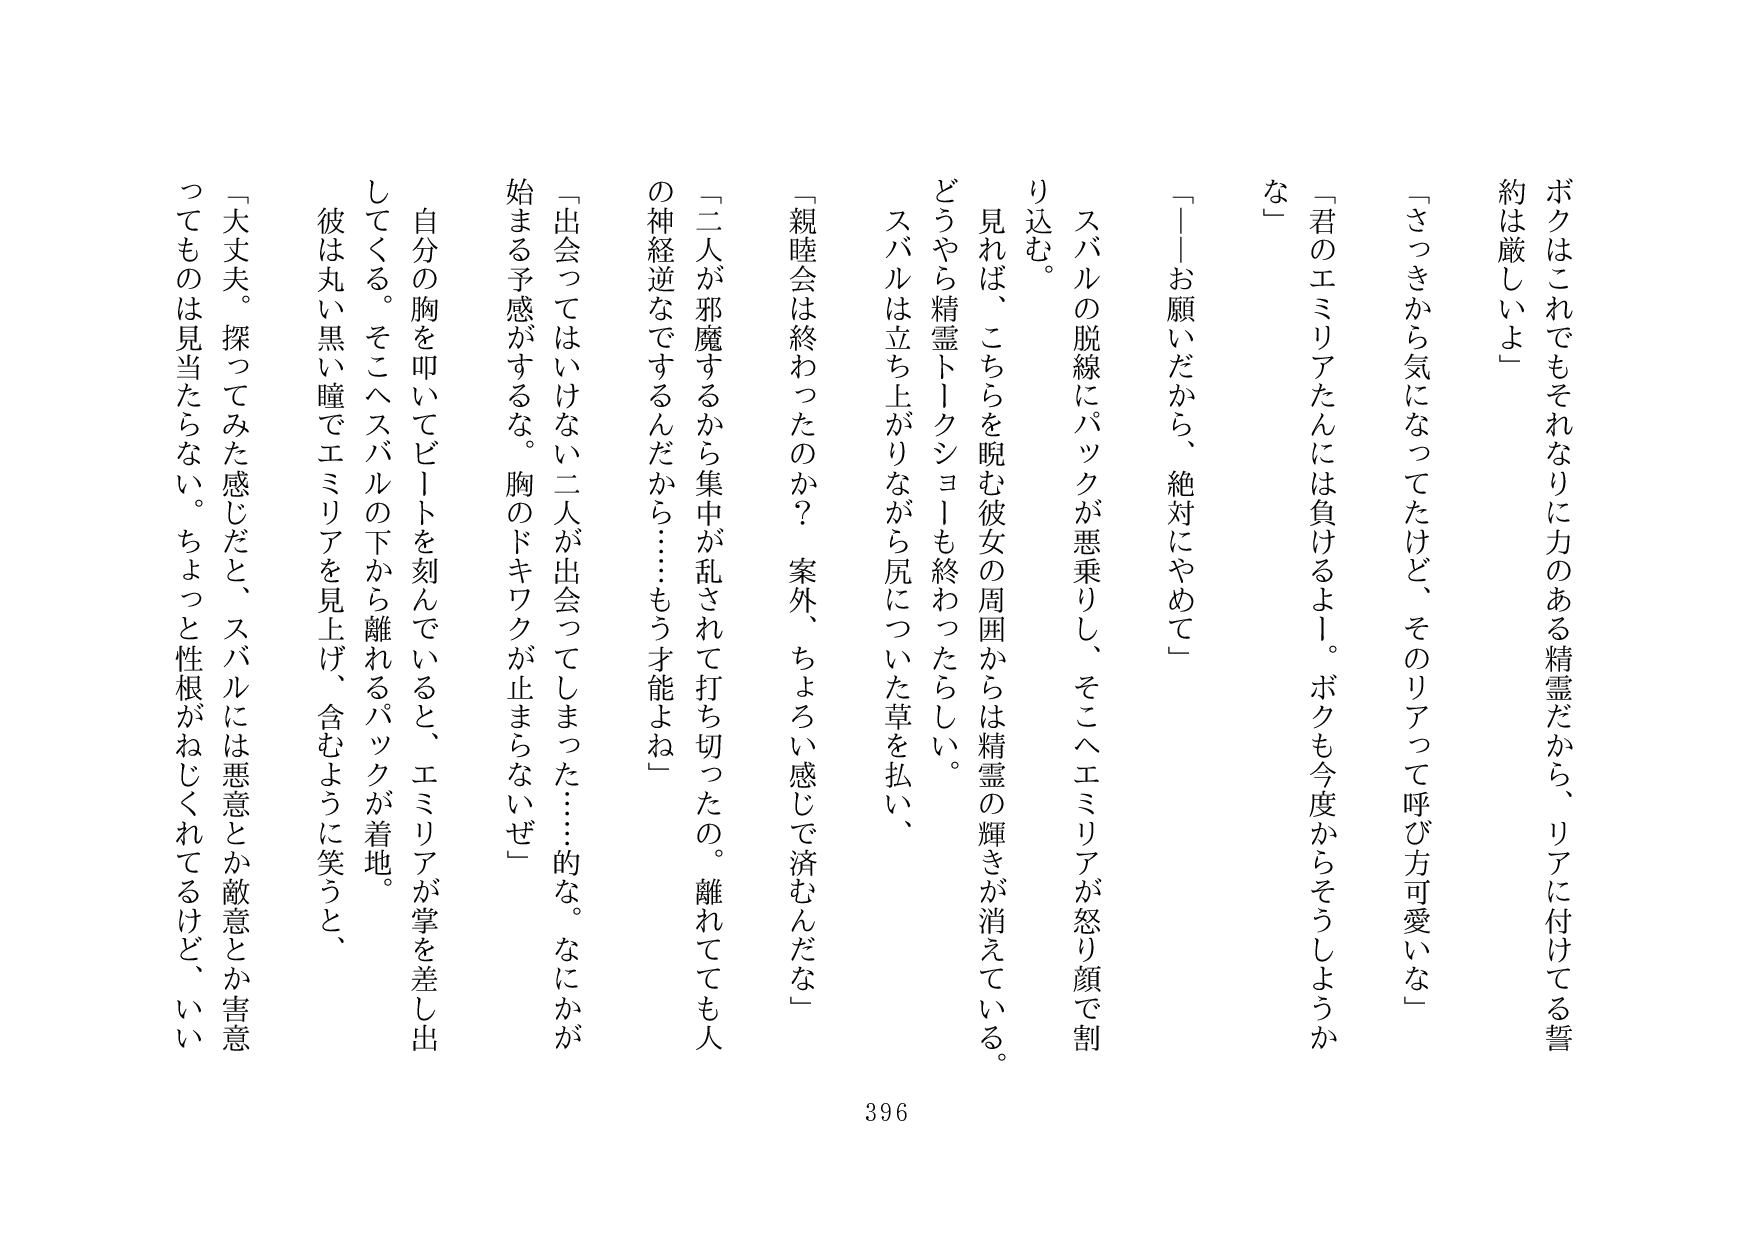 ボクはこれでもそれなりに力のある精霊だから、リアに付けてる誓
約は厳しいよ」
「さっきから気になってたけど、そのリアって呼び方可愛いな」
「君のエミリアたんには負けるよー。ボクも今度からそうしようか
な」
「――お願いだから、絶対にやめて」
　スバルの脱線にパックが悪乗りし、そこへエミリアが怒り顔で割
り込む。
　見れば、こちらを睨む彼女の周囲からは精霊の輝きが消えている。
どうやら精霊トークショーも終わったらしい。
　スバルは立ち上がりながら尻についた草を払い、
「親睦会は終わったのか？　案外、ちょろい感じで済むんだな」
「二人が邪魔するから集中が乱されて打ち切ったの。離れてても人
の神経逆なでするんだから……もう才能よね」
「出会ってはいけない二人が出会ってしまった……的な。なにかが
始まる予感がするな。胸のドキワクが止まらないぜ」
　自分の胸を叩いてビートを刻んでいると、エミリアが掌を差し出
してくる。そこへスバルの下から離れるパックが着地。
　彼は丸い黒い瞳でエミリアを見上げ、含むように笑うと、
「大丈夫。探ってみた感じだと、スバルには悪意とか敵意とか害意
ってものは見当たらない。ちょっと性根がねじくれてるけど、いい
396